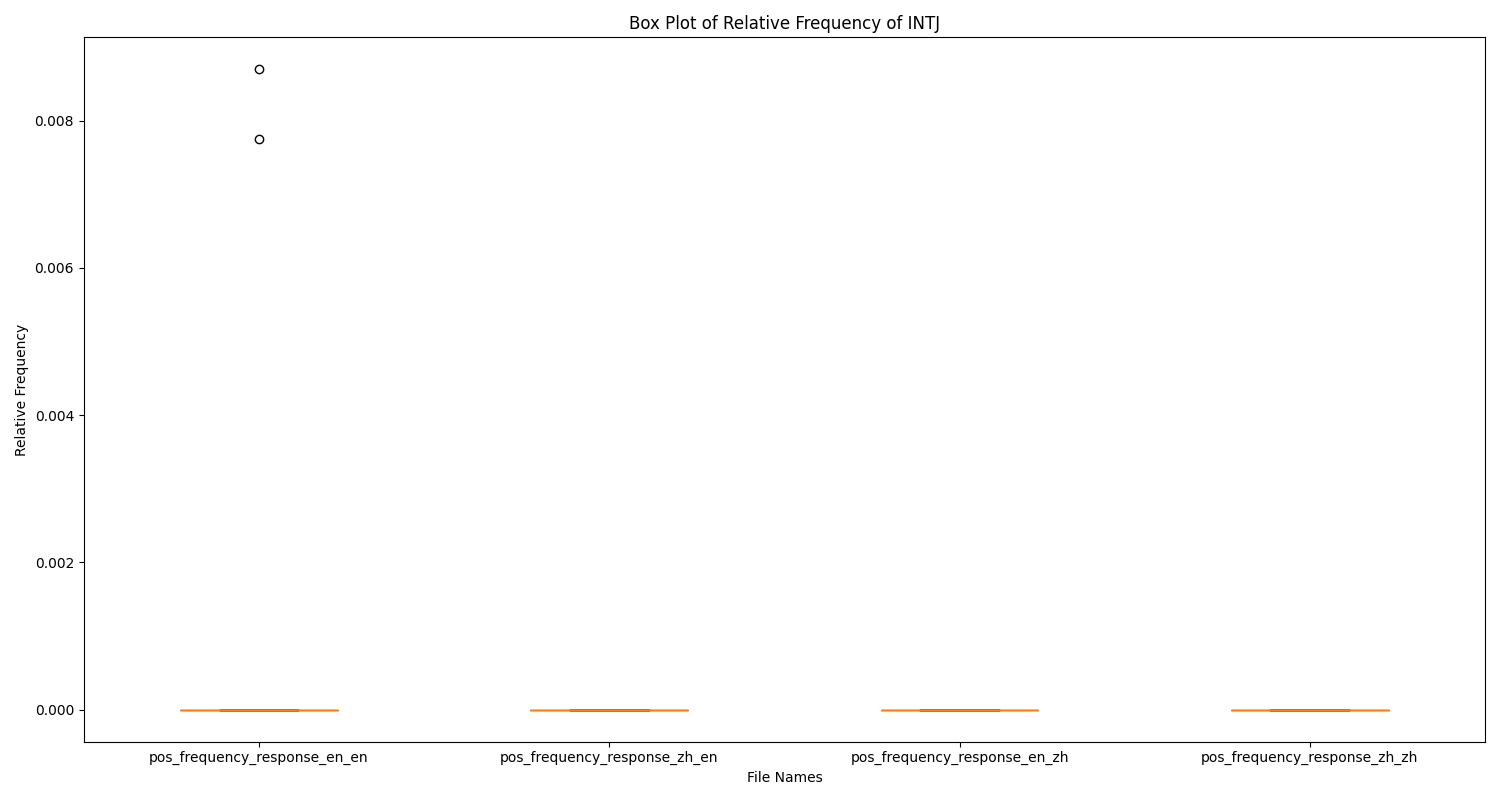 Box Plot of Relative Frequency of INTJ
0.008
0.006
0.004
0.002
0.000
Relative Frequency
pos_frequency_response_en_en
pos_frequency_response_zh_en
pos_frequency_response_en_zh
pos_frequency_response_zh_zh
File Names